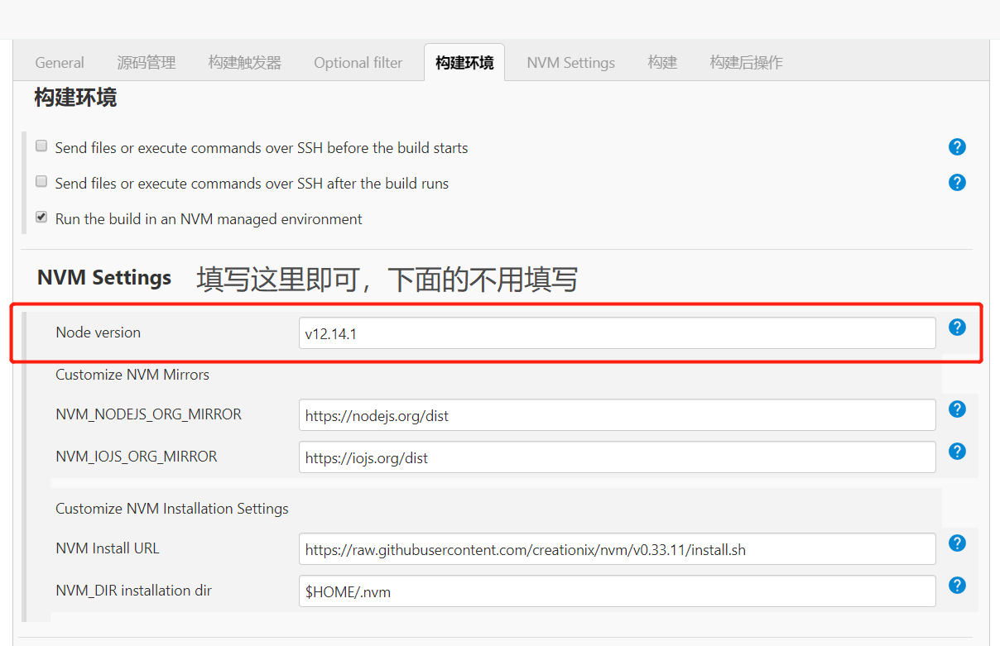 General 源码管理 构建触发器 Optional filter 构建环境 NVM Settings 构建 构建后操作
构建环境
Send files or execute commands over SSH before the build starts
Send files or execute commands over SSH after the build runs
Run the build in an NVM managed environment
NVM Settings 填写这里即可，下面的不用填写
Node version v12.14.1
Customize NVM Mirrors
NVM_NODEJS_ORG_MIRROR https://nodejs.org/dist
NVM_IOJS_ORG_MIRROR https://iojs.org/dist
Customize NVM Installation Settings
NVM Install URL https://raw.githubusercontent.com/creationix/nvm/v0.33.11/install.sh
NVM_DIR installation dir $HOME/.nvm